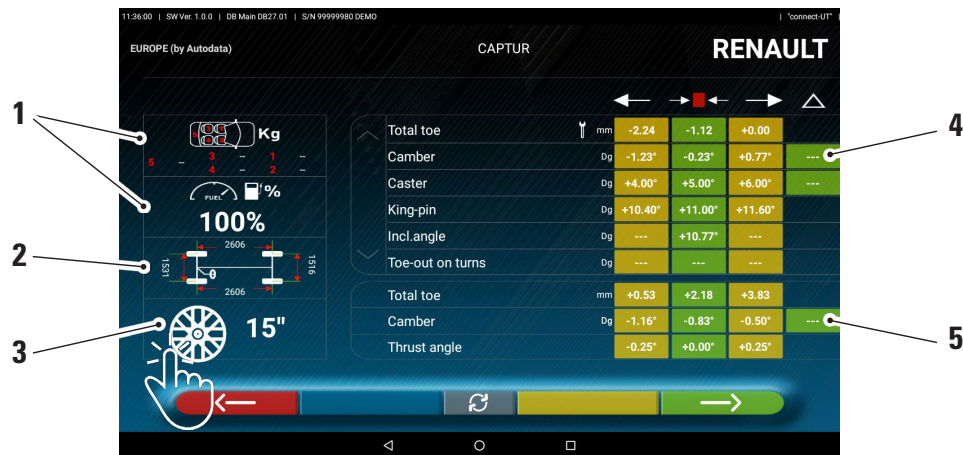 11:36:00 | SW Ver. 1.0.0 | DB Main DB27.01 | S/N 99999980 DEMO | "connect-UT" |
EUROPE (by Autodata) CAPTUR RENAULT
1
Kg
5 -- 3 -- 1 --
4 -- 2 --
FUEL %
100%
2
2606
1531 1516
2606
3
15"
Total toe mm -2.24 -1.12 +0.00
4
Camber Dg -1.23° -0.23° +0.77° ---
Caster Dg +4.00° +5.00° +6.00° ---
King-pin Dg +10.40° +11.00° +11.60°
Incl.angle Dg --- +10.77° ---
Toe-out on turns Dg --- --- ---
Total toe mm +0.53 +2.18 +3.83
Camber Dg -1.16° -0.83° -0.50° ---
5
Thrust angle -0.25° +0.00° +0.25°